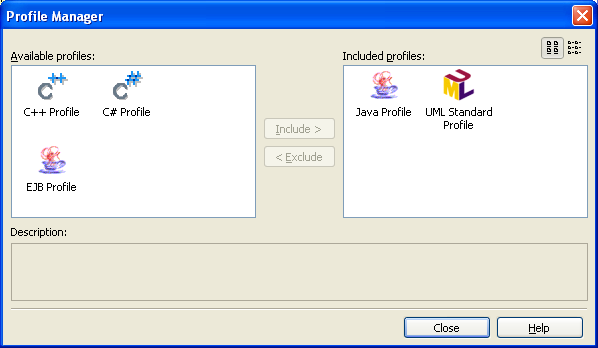 Profile Manager
Available profiles:
Included profiles:
C++ Profile
C# Profile
EJB Profile
Include >
< Exclude
Java Profile
UML Standard
Profile
Description:
Close
Help